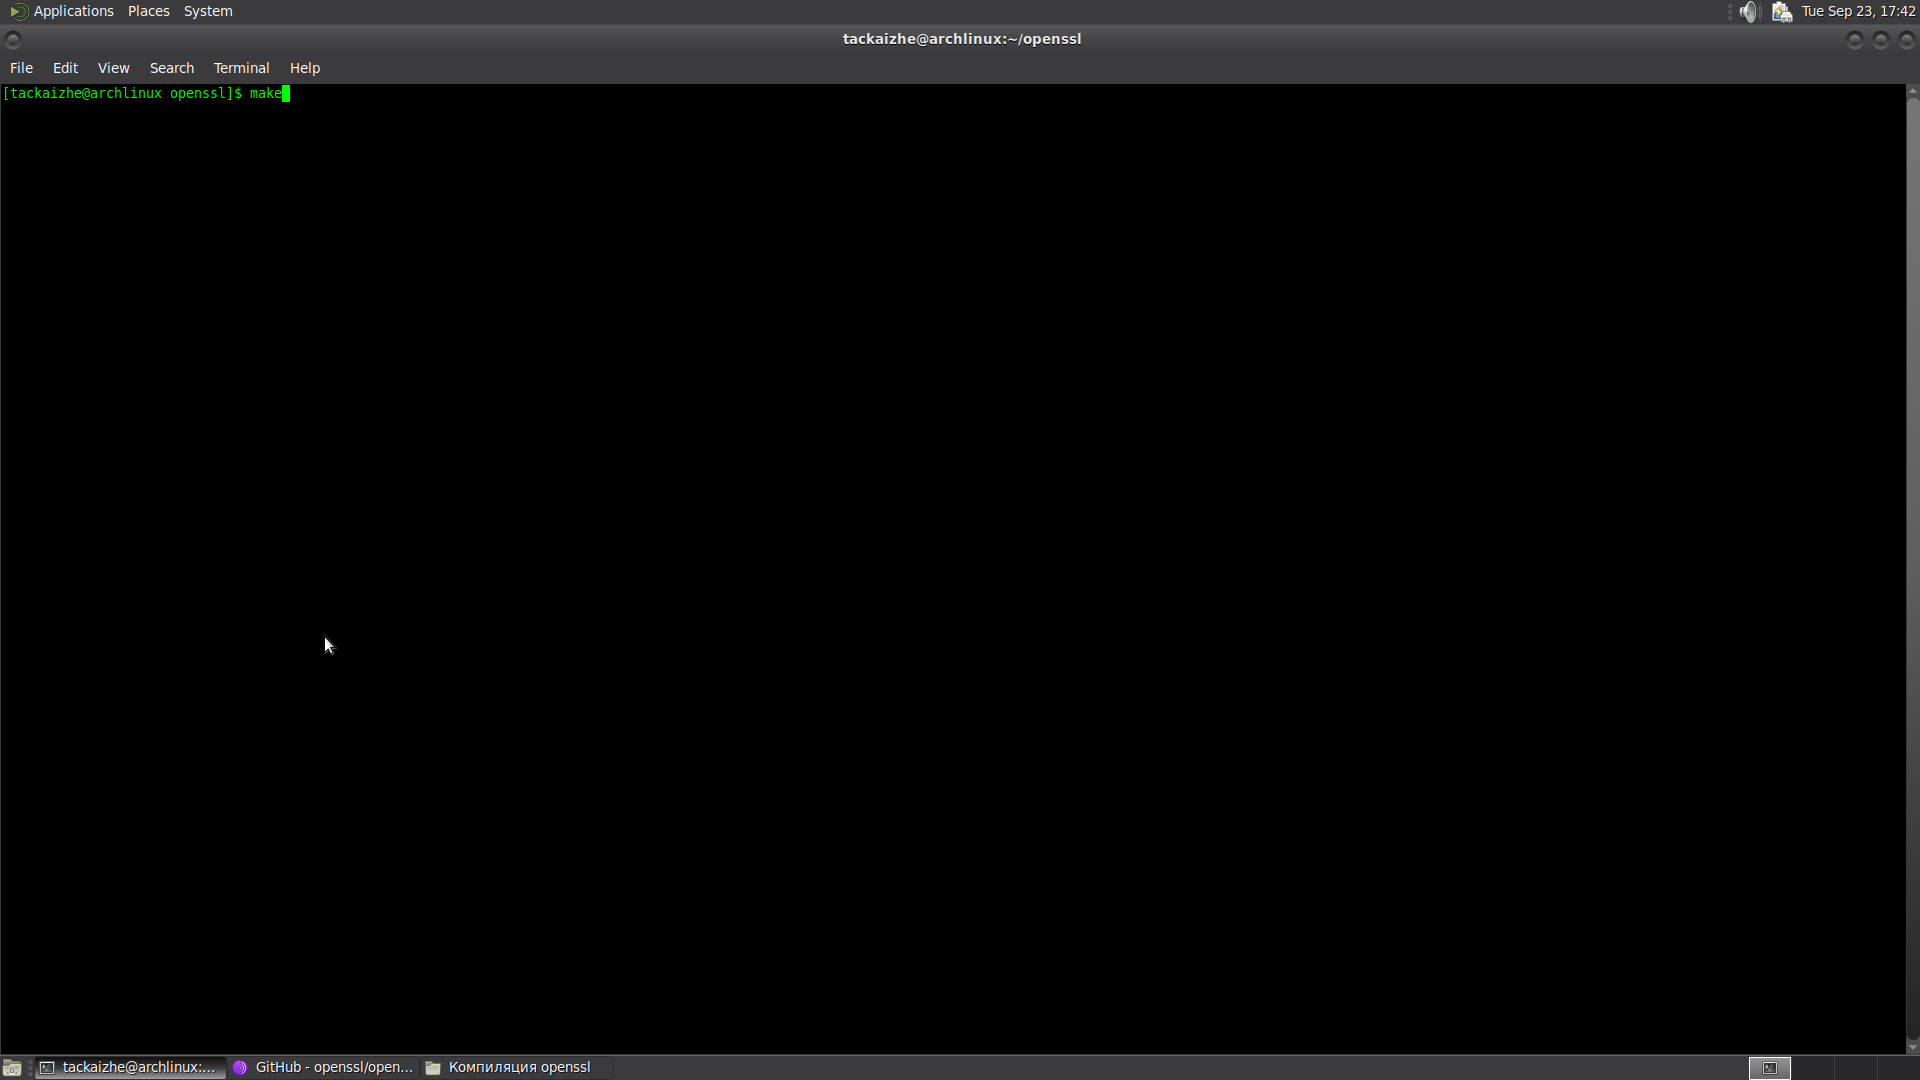 Applications Places System
Tue Sep 23, 17:42
tackaizhe@archlinux:~/openssl
File Edit View Search Terminal Help
[tackaizhe@archlinux openssl]$ make
tackaizhe@archlinux:...
GitHub - openssl/open...
Компиляция openssl